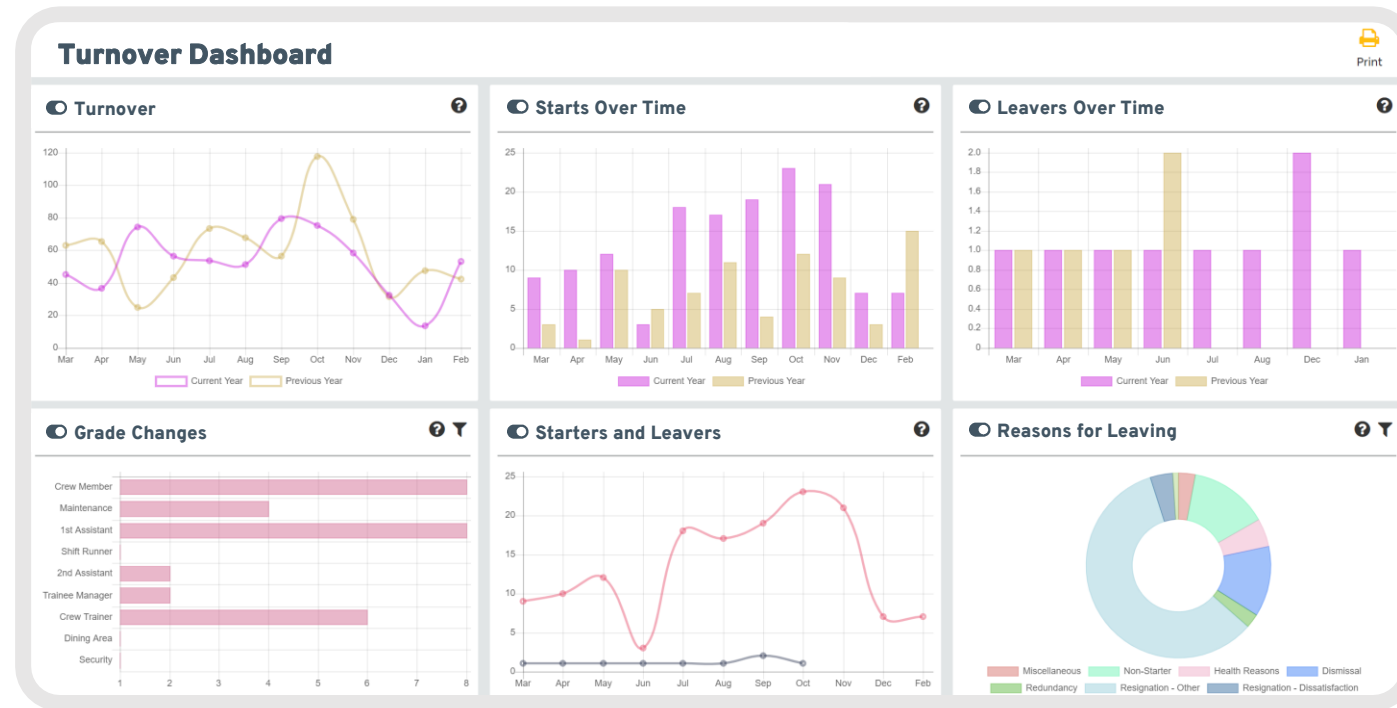 Turnover Dashboard
Print
Turnover
120
100
80
60
40
20
0
Mar Apr May Jun Jul Aug Sep Oct Nov Dec Jan Feb
Current Year Previous Year
Starts Over Time
25
20
15
10
5
0
Mar Apr May Jun Jul Aug Sep Oct Nov Dec Feb
Current Year Previous Year
Leavers Over Time
2.0
1.8
1.6
1.4
1.2
1.0
0.8
0.6
0.4
0.2
0
Mar Apr May Jun Jul Aug Dec Jan
Current Year Previous Year
Grade Changes
Crew Member
Maintenance
1st Assistant
Shift Runner
2nd Assistant
Trainee Manager
Crew Trainer
Dining Area
Security
1 2 3 4 5 6 7 8
Starters and Leavers
25
20
15
10
5
0
Mar Apr May Jun Jul Aug Sep Oct Nov Dec Feb
Reasons for Leaving
Miscellaneous Non-Starter Health Reasons Dismissal
Redundancy Resignation - Other Resignation - Dissatisfaction